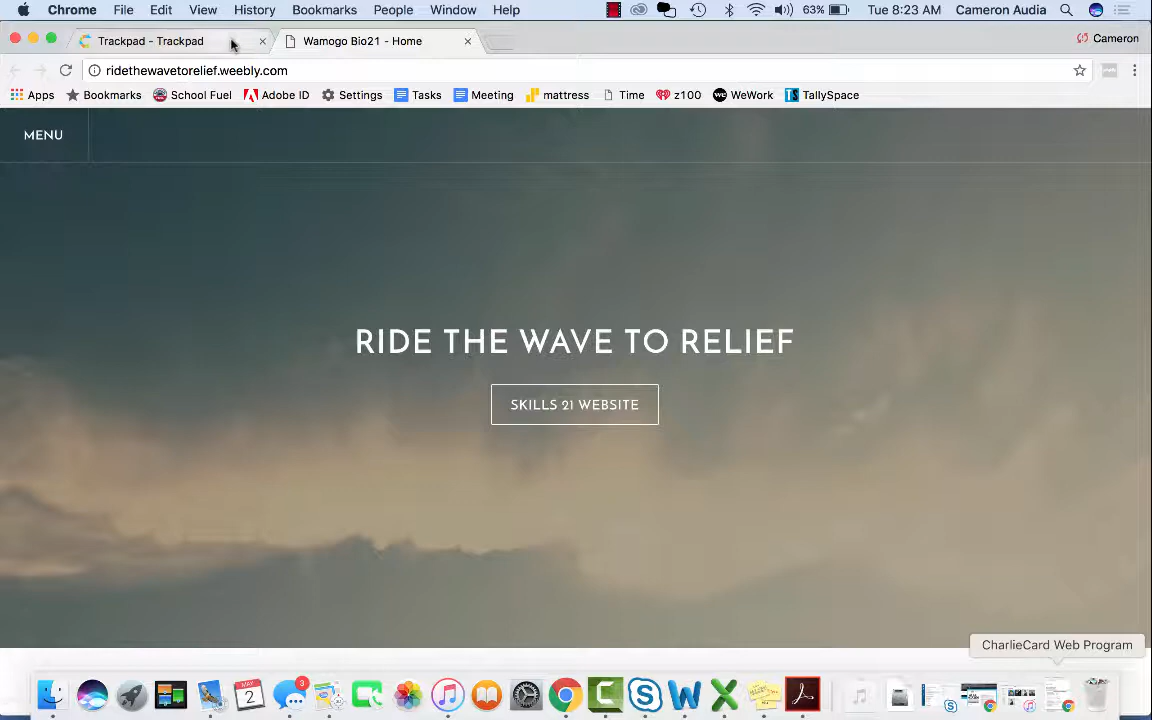 Chrome File Edit View History Bookmarks People Window Help 63% Tue 8:23 AM Cameron Audia
Trackpad - Trackpad Wamogo Bio21 - Home Cameron
ridethewavetorelief.weebly.com
Apps Bookmarks School Fuel Adobe ID Settings Tasks Meeting mattress Time z100 WeWork TallySpace
MENU
RIDE THE WAVE TO RELIEF
SKILLS 21 WEBSITE
CharlieCard Web Program
MAY
2
3